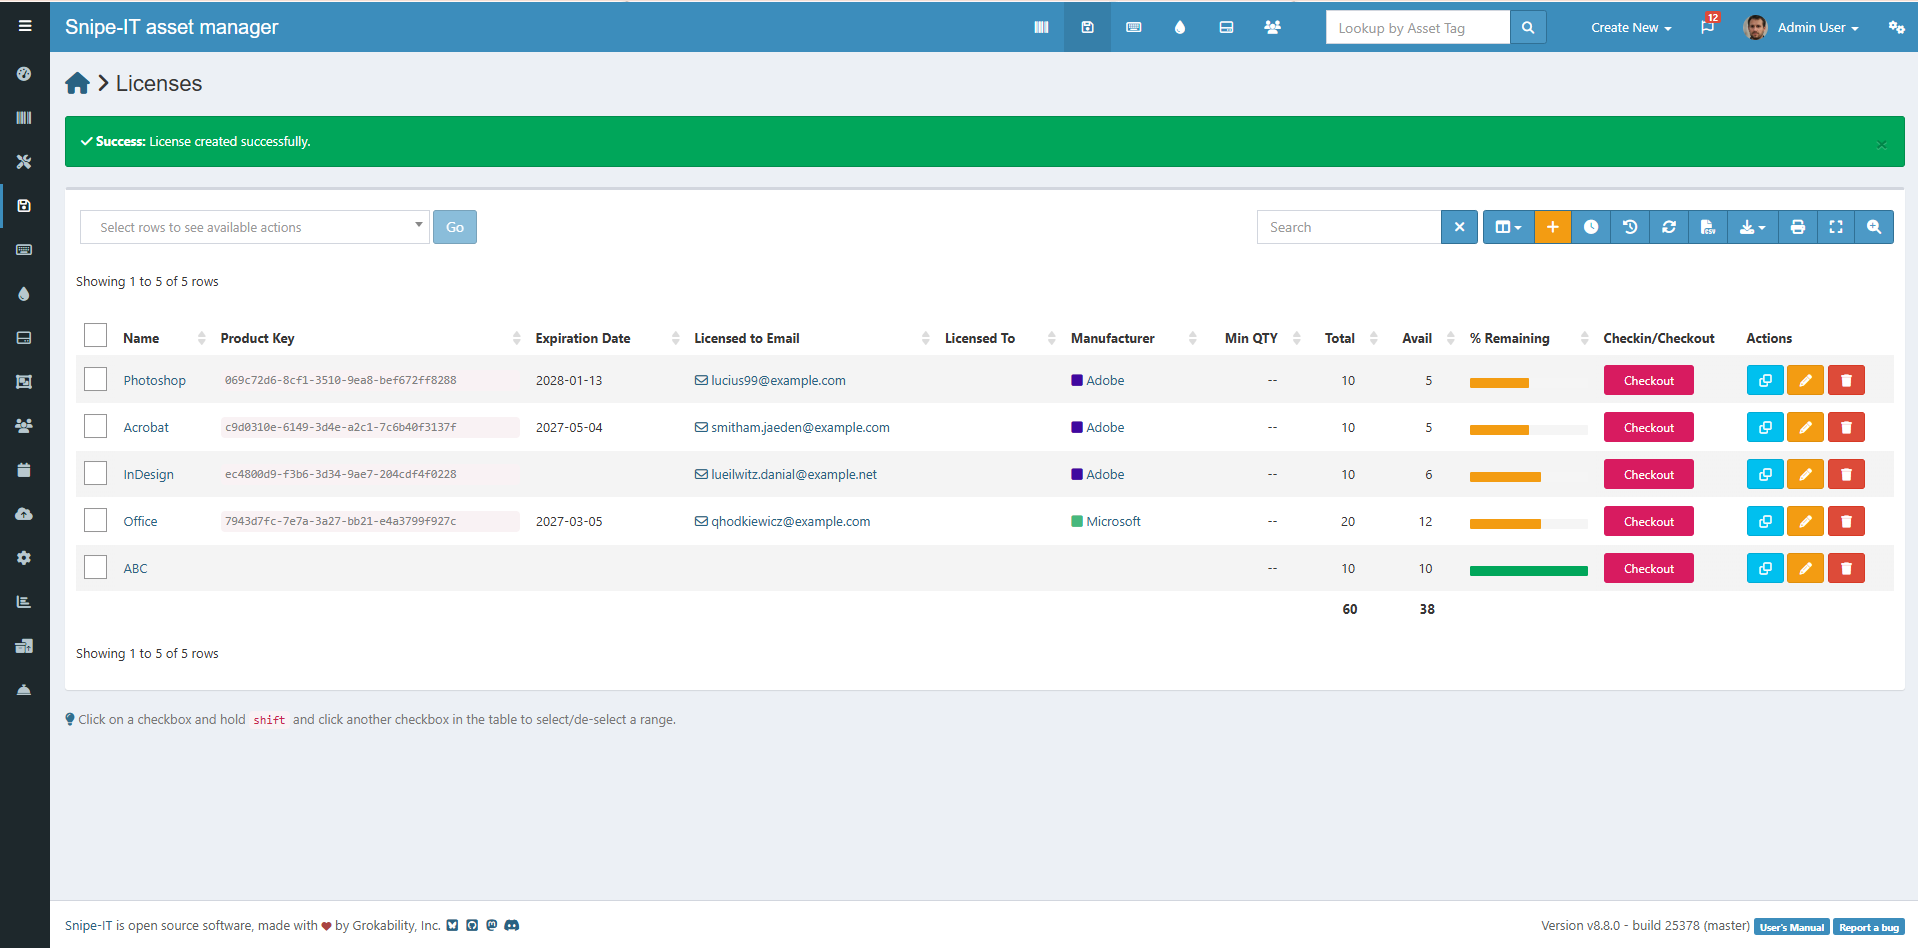 Snipe-IT asset manager
Lookup by Asset Tag
Create New
12
Admin User
Licenses
Success: License created successfully.
×
Select rows to see available actions
Go
Search
CSV
Showing 1 to 5 of 5 rows
Name Product Key Expiration Date Licensed to Email Licensed To Manufacturer Min QTY Total Avail % Remaining Checkin/Checkout Actions
Photoshop 069c72d6-8cf1-3510-9ea8-bef672ff8288 2028-01-13 lucius99@example.com Adobe -- 10 5 Checkout
Acrobat c9d0310e-6149-3d4e-a2c1-7c6b40f3137f 2027-05-04 smitham.jaeden@example.com Adobe -- 10 5 Checkout
InDesign ec4800d9-f3b6-3d34-9ae7-204cdf4f0228 lueilwitz.danial@example.net Adobe -- 10 6 Checkout
Office 7943d7fc-7e7a-3a27-bb21-e4a3799f927c 2027-03-05 qhodkiewicz@example.com Microsoft -- 20 12 Checkout
ABC -- 10 10 Checkout
60 38
Showing 1 to 5 of 5 rows
Click on a checkbox and hold shift and click another checkbox in the table to select/de-select a range.
Snipe-IT is open source software, made with ♥ by Grokability, Inc.
Version v8.8.0 - build 25378 (master) User's Manual Report a bug